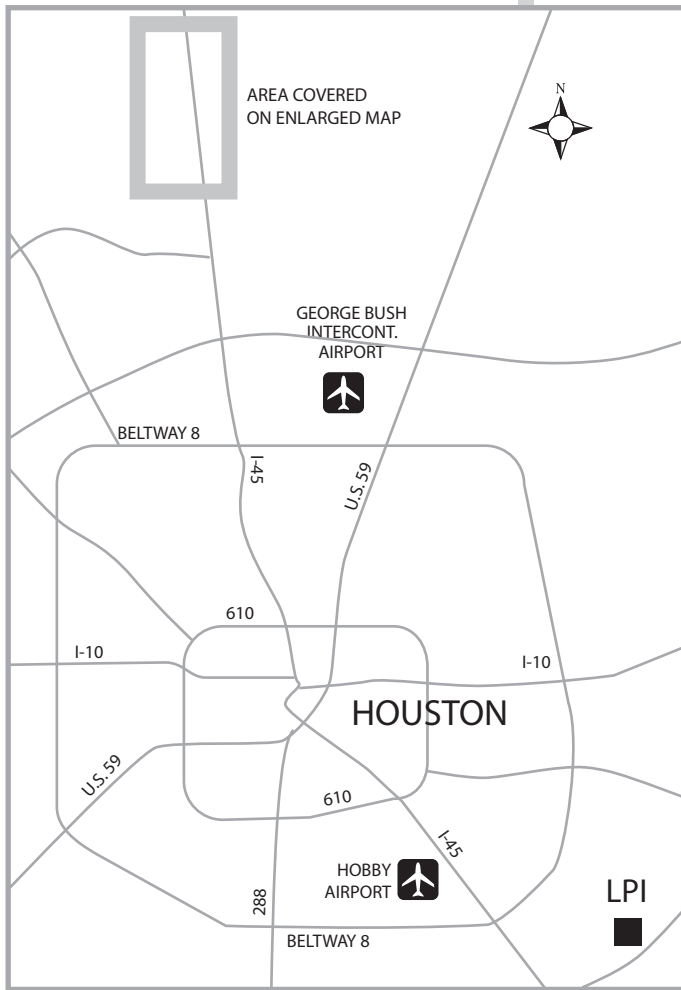 AREA COVERED
ON ENLARGED MAP
N
GEORGE BUSH
INTERCONT.
AIRPORT
BELTWAY 8
I-45
U.S. 59
610
I-10
I-10
HOUSTON
U.S. 59
610
I-45
HOBBY
AIRPORT
288
LPI
BELTWAY 8